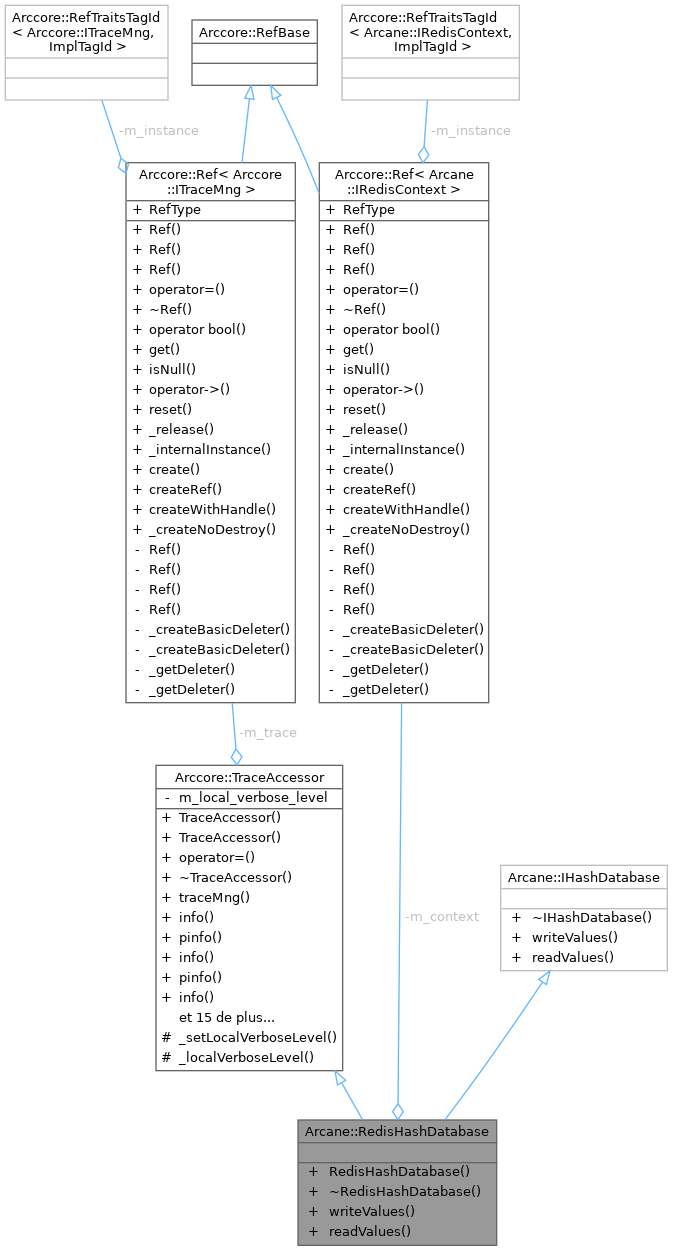 Arccore::RefTraitsTagId
< Arccore::ITraceMng,
ImplTagId >
Arccore::RefBase
Arccore::RefTraitsTagId
< Arcane::IRedisContext,
ImplTagId >
-m_instance
-m_instance
Arccore::Ref< Arccore
::ITraceMng >
+ RefType
+ Ref()
+ Ref()
+ Ref()
+ operator=()
+ ~Ref()
+ operator bool()
+ get()
+ isNull()
+ operator->()
+ reset()
+ _release()
+ _internalInstance()
+ create()
+ createRef()
+ createWithHandle()
+ _createNoDestroy()
- Ref()
- Ref()
- Ref()
- Ref()
- _createBasicDeleter()
- _createBasicDeleter()
- _getDeleter()
- _getDeleter()
Arccore::Ref< Arcane
::IRedisContext >
+ RefType
+ Ref()
+ Ref()
+ Ref()
+ operator=()
+ ~Ref()
+ operator bool()
+ get()
+ isNull()
+ operator->()
+ reset()
+ _release()
+ _internalInstance()
+ create()
+ createRef()
+ createWithHandle()
+ _createNoDestroy()
- Ref()
- Ref()
- Ref()
- Ref()
- _createBasicDeleter()
- _createBasicDeleter()
- _getDeleter()
- _getDeleter()
-m_trace
Arccore::TraceAccessor
- m_local_verbose_level
+ TraceAccessor()
+ TraceAccessor()
+ operator=()
+ ~TraceAccessor()
+ traceMng()
+ info()
+ pinfo()
+ info()
+ pinfo()
+ info()
et 15 de plus...
# _setLocalVerboseLevel()
# _localVerboseLevel()
-m_context
Arcane::IHashDatabase
+ ~IHashDatabase()
+ writeValues()
+ readValues()
Arcane::RedisHashDatabase
+ RedisHashDatabase()
+ ~RedisHashDatabase()
+ writeValues()
+ readValues()